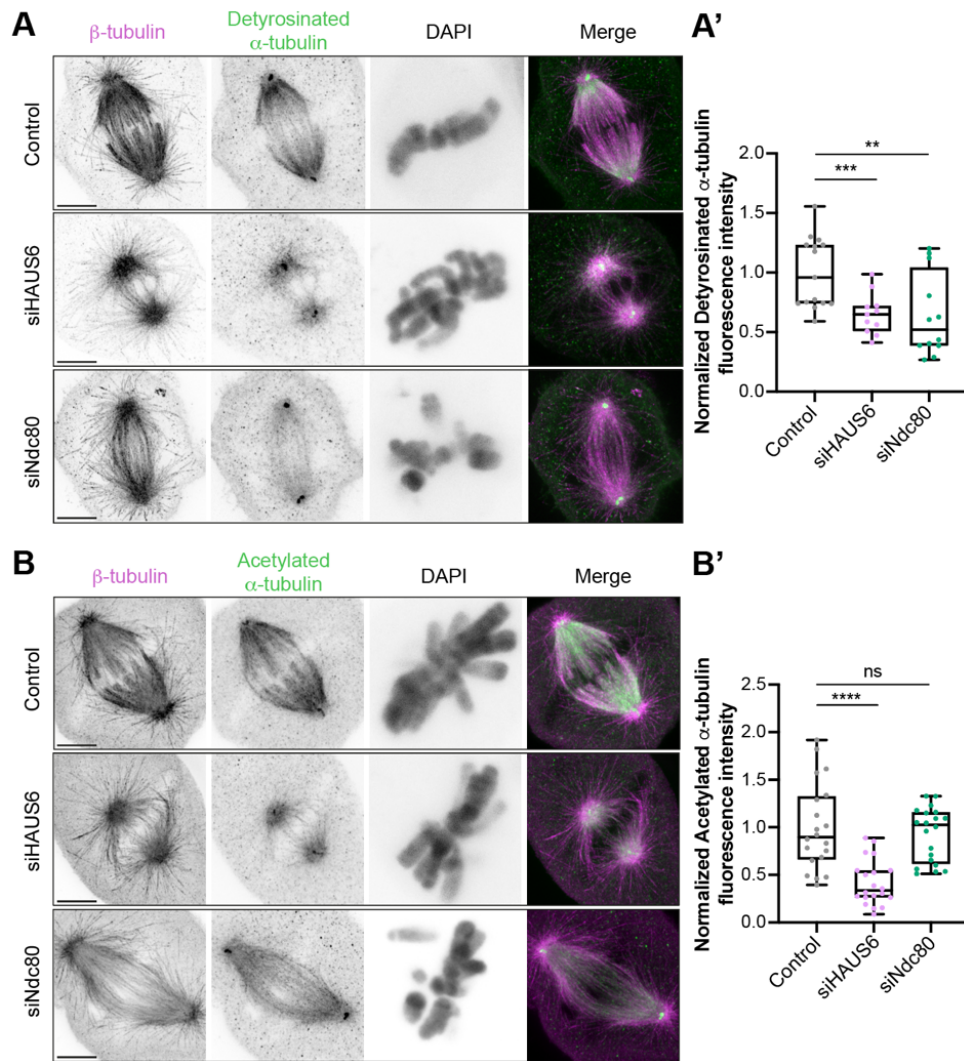 A
β-tubulin
Detyrosinated
α-tubulin
DAPI
Merge
Control
siHAUS6
siNdc80
A'
Normalized Detyrosinated α-tubulin
fluorescence intensity
2.0
1.5
1.0
0.5
0.0
**
***
Control
siHAUS6
siNdc80
B
β-tubulin
Acetylated
α-tubulin
DAPI
Merge
Control
siHAUS6
siNdc80
B'
Normalized Acetylated α-tubulin
fluorescence intensity
2.5
2.0
1.5
1.0
0.5
0.0
ns
****
Control
siHAUS6
siNdc80